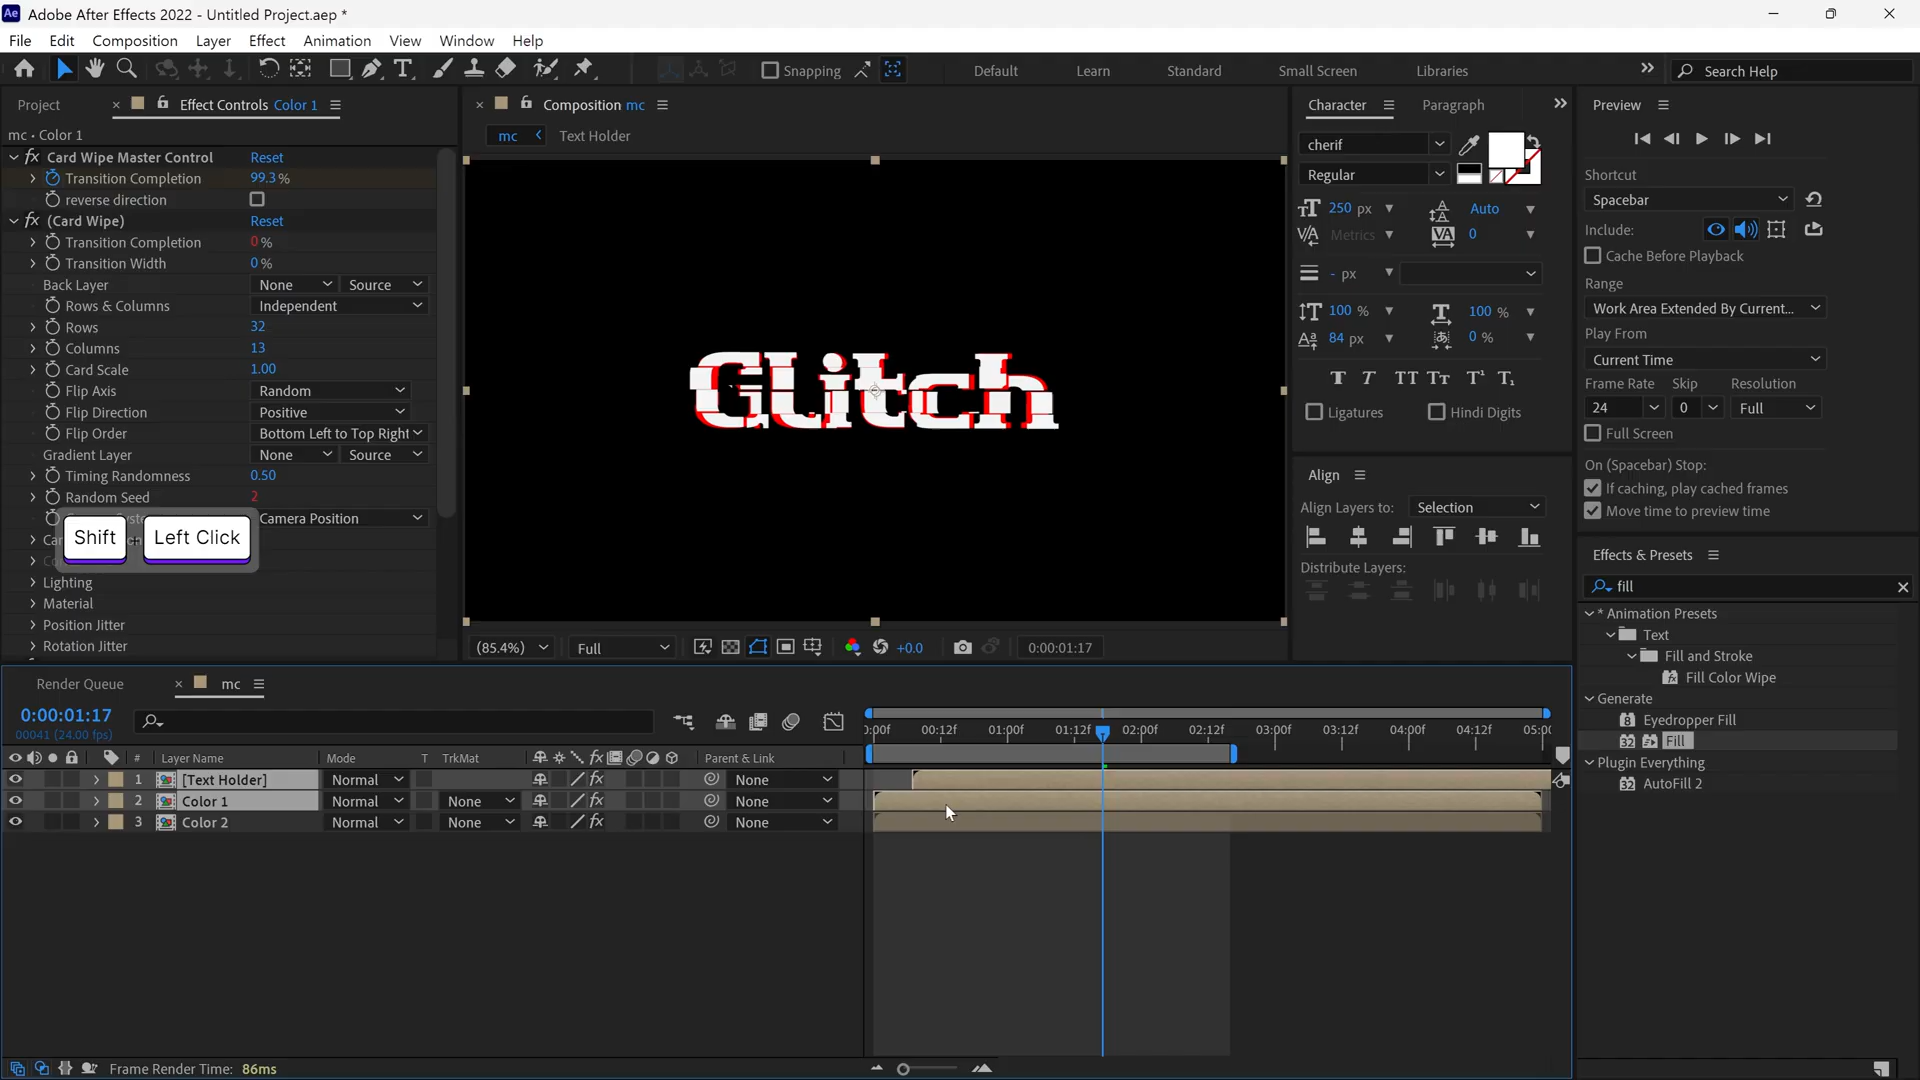 Adobe After Effects 2022 - Untitled Project.aep *
File Edit Composition Layer Effect Animation View Window Help
Snapping Default Learn Standard Small Screen Libraries Search Help
Project Effect Controls Color 1
mc • Color 1
Card Wipe Master Control Reset
Transition Completion 99.3 %
reverse direction
(Card Wipe) Reset
Transition Completion 0 %
Transition Width 0 %
Back Layer None Source
Rows & Columns Independent
Rows 32
Columns 13
Card Scale 1.00
Flip Axis Random
Flip Direction Positive
Flip Order Bottom Left to Top Right
Gradient Layer None Source
Timing Randomness 0.50
Random Seed 2
Camera Position
Shift + Left Click
Lighting
Material
Position Jitter
Rotation Jitter
Composition mc
mc Text Holder
Glitch
(85.4%) Full +0.0 0:00:01:17
Character Paragraph
cherif
Regular
250 px Auto
Metrics 0
- px
100 % 100 %
84 px 0 %
T T TT Tt T¹ T₁
Ligatures Hindi Digits
Align
Align Layers to: Selection
Distribute Layers:
Preview
Shortcut
Spacebar
Include:
Cache Before Playback
Range
Work Area Extended By Current...
Play From
Current Time
Frame Rate Skip Resolution
24 0 Full
Full Screen
On (Spacebar) Stop:
If caching, play cached frames
Move time to preview time
Effects & Presets
fill
* Animation Presets
Text
Fill and Stroke
Fill Color Wipe
Generate
Eyedropper Fill
Fill
Plugin Everything
AutoFill 2
Render Queue mc
0:00:01:17
00041 (24.00 fps)
:00f 00:12f 01:00f 01:12f 02:00f 02:12f 03:00f 03:12f 04:00f 04:12f 05:00
# Layer Name Mode T TrkMat Parent & Link
1 [Text Holder] Normal None
2 Color 1 Normal None None
3 Color 2 Normal None None
Frame Render Time: 86ms